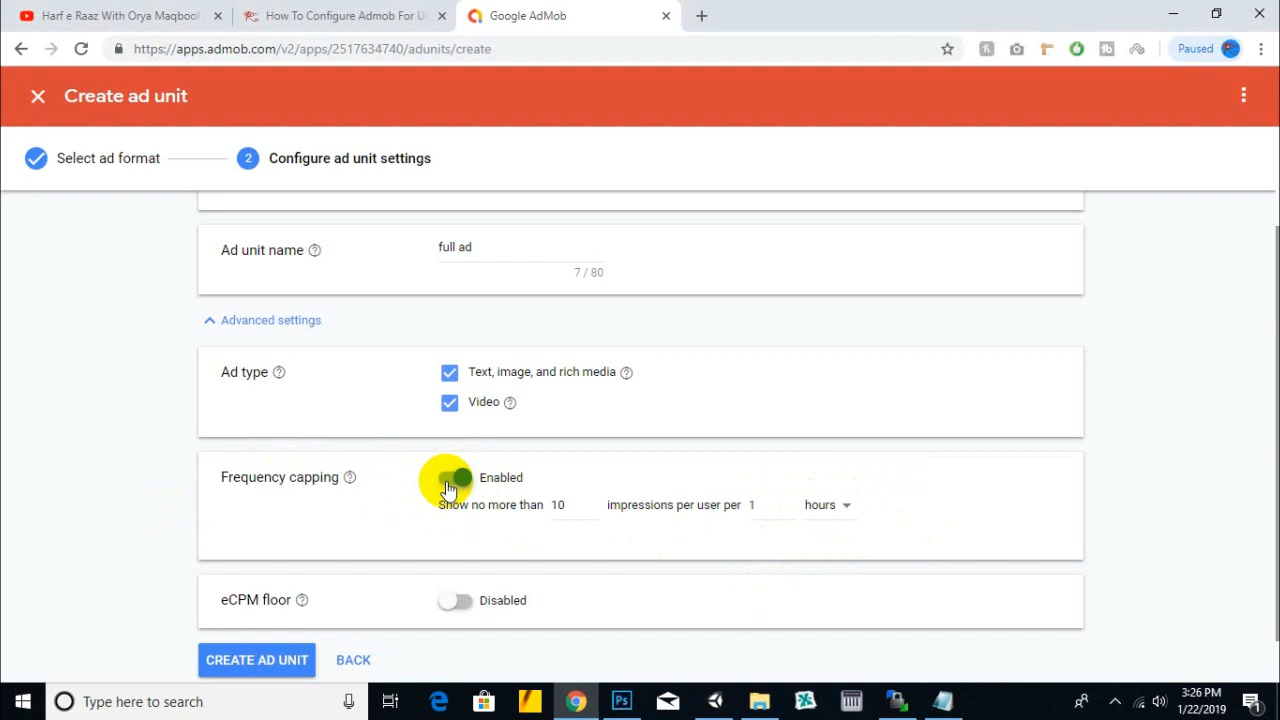 Harf e Raaz With Orya Maqbool
How To Configure Admob For U
Google AdMob
https://apps.admob.com/v2/apps/2517634740/adunits/create
Paused
Create ad unit
Select ad format
2 Configure ad unit settings
Ad unit name
full ad
7 / 80
Advanced settings
Ad type
Text, image, and rich media
Video
Frequency capping
Enabled
Show no more than 10 impressions per user per 1 hours
eCPM floor
Disabled
CREATE AD UNIT BACK
Type here to search
3:26 PM
1/22/2019